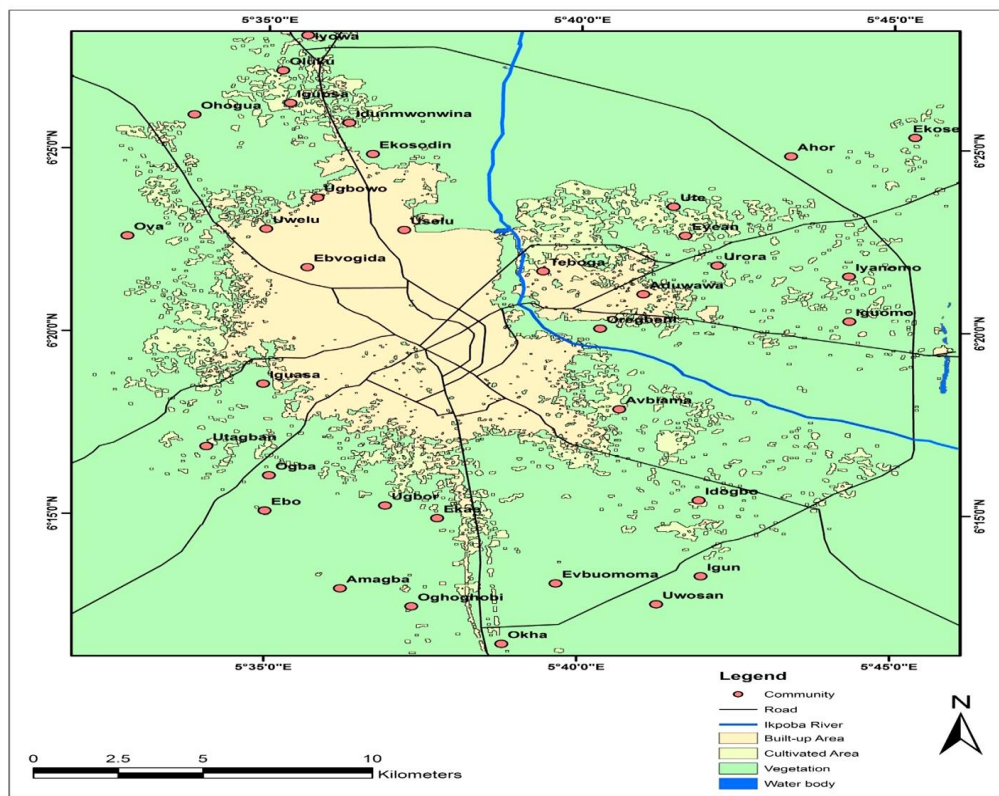 5°35'0"E
5°40'0"E
5°45'0"E
Iyowa
Oluku
Iguosa
Ohogua
Idunmwonwina
Ekose
6°25'0"N
6°25'0"N
Ekosodin
Ahor
Ugbowo
Ute
Uwelu
Uselu
Ova
Eyean
Ebvogida
Teboga
Urora
Iyanomo
Aduwawa
Iguomo
Oregbeni
6°20'0"N
6°20'0"N
Iguasa
Avbiama
Utagban
Ogba
Ebo
Ugbor
Ekae
Idogbo
6°15'0"N
6°15'0"N
Amagba
Evbuomoma
Igun
Oghoghobi
Uwosan
Okha
5°35'0"E
5°40'0"E
5°45'0"E
Legend
Community
Road
Ikpoba River
Built-up Area
Cultivated Area
Vegetation
Water body
N
0 2.5 5 10
Kilometers